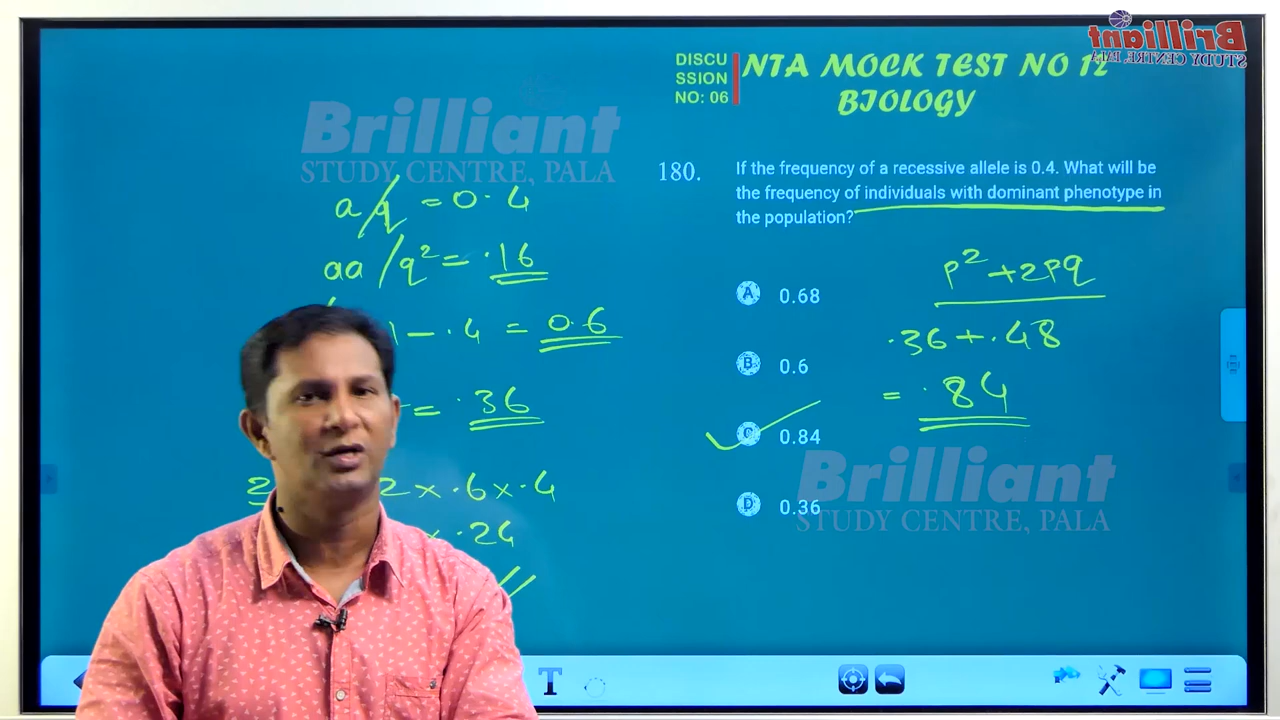 Brilliant
STUDY CENTRE, PALA
DISCU
SSION
NO: 06
NTA MOCK TEST NO 12
BIOLOGY
Brilliant
STUDY CENTRE, PALA
180.
If the frequency of a recessive allele is 0.4. What will be
the frequency of individuals with dominant phenotype in
the population?
A 0.68
B 0.6
C 0.84
D 0.36
a/q = 0.4
aa/q² = .16
1 - .4 = 0.6
= .36
2 2 × .6 × .4
× .24
p² + 2pq
.36 + .48
= .84
Brilliant
STUDY CENTRE, PALA
T